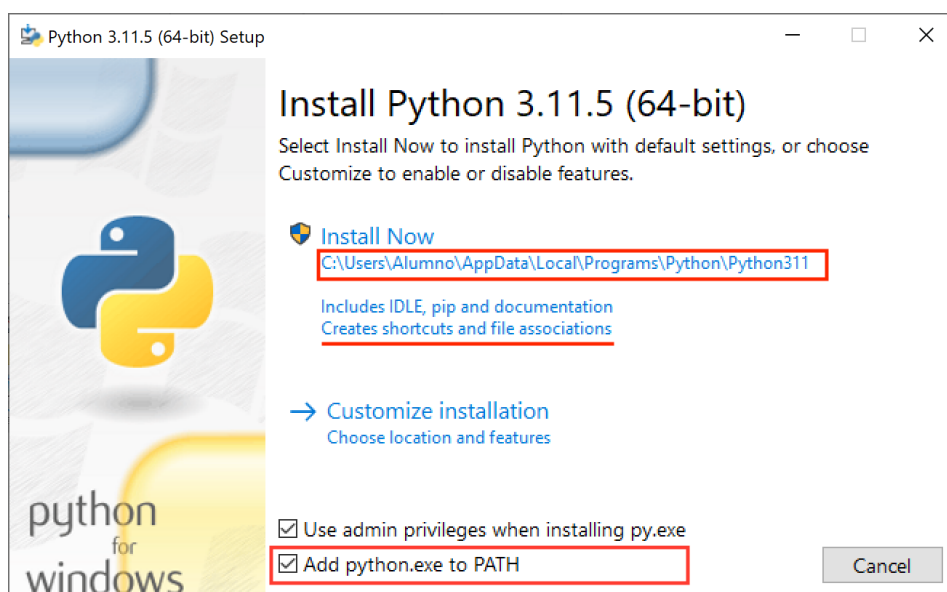 Python 3.11.5 (64-bit) Setup
Install Python 3.11.5 (64-bit)
Select Install Now to install Python with default settings, or choose
Customize to enable or disable features.
Install Now
C:\Users\Alumno\AppData\Local\Programs\Python\Python311
Includes IDLE, pip and documentation
Creates shortcuts and file associations
Customize installation
Choose location and features
python
for
windows
Use admin privileges when installing py.exe
Add python.exe to PATH
Cancel